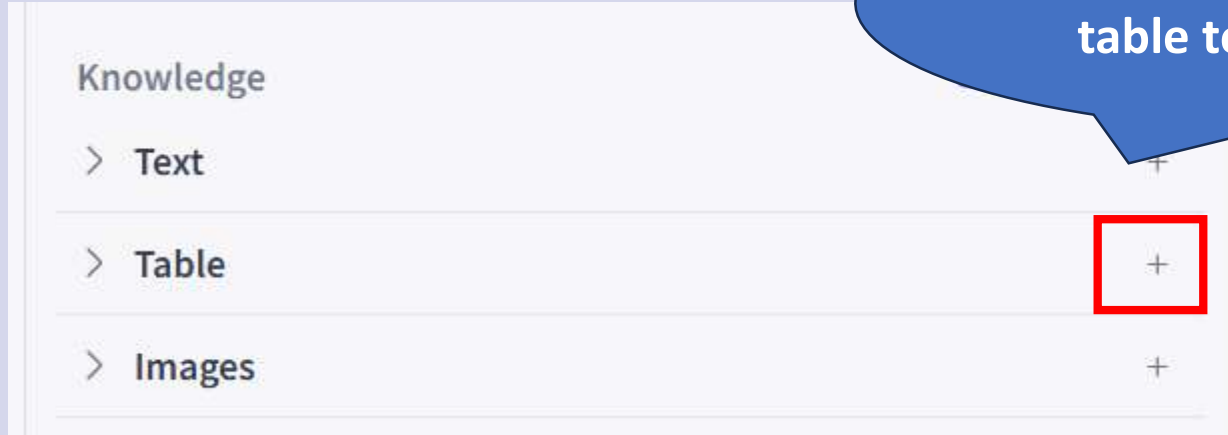 table to
Knowledge
Text
+
Table
+
Images
+